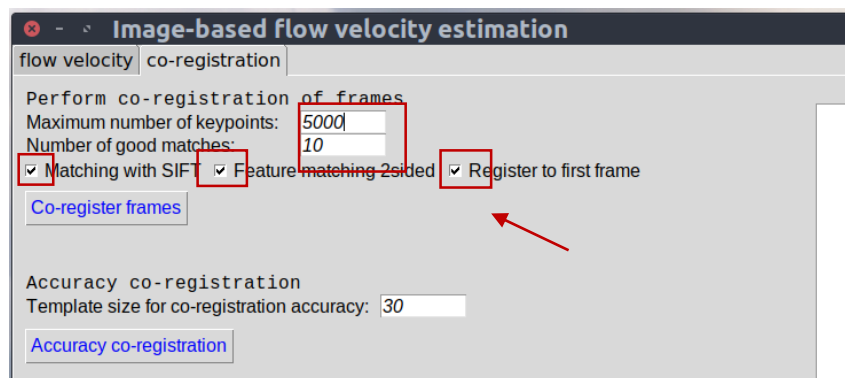 Image-based flow velocity estimation
flow velocity co-registration
Perform co-registration of frames
Maximum number of keypoints: 5000
Number of good matches: 10
Matching with SIFT Feature matching 2sided Register to first frame
Co-register frames
Accuracy co-registration
Template size for co-registration accuracy: 30
Accuracy co-registration